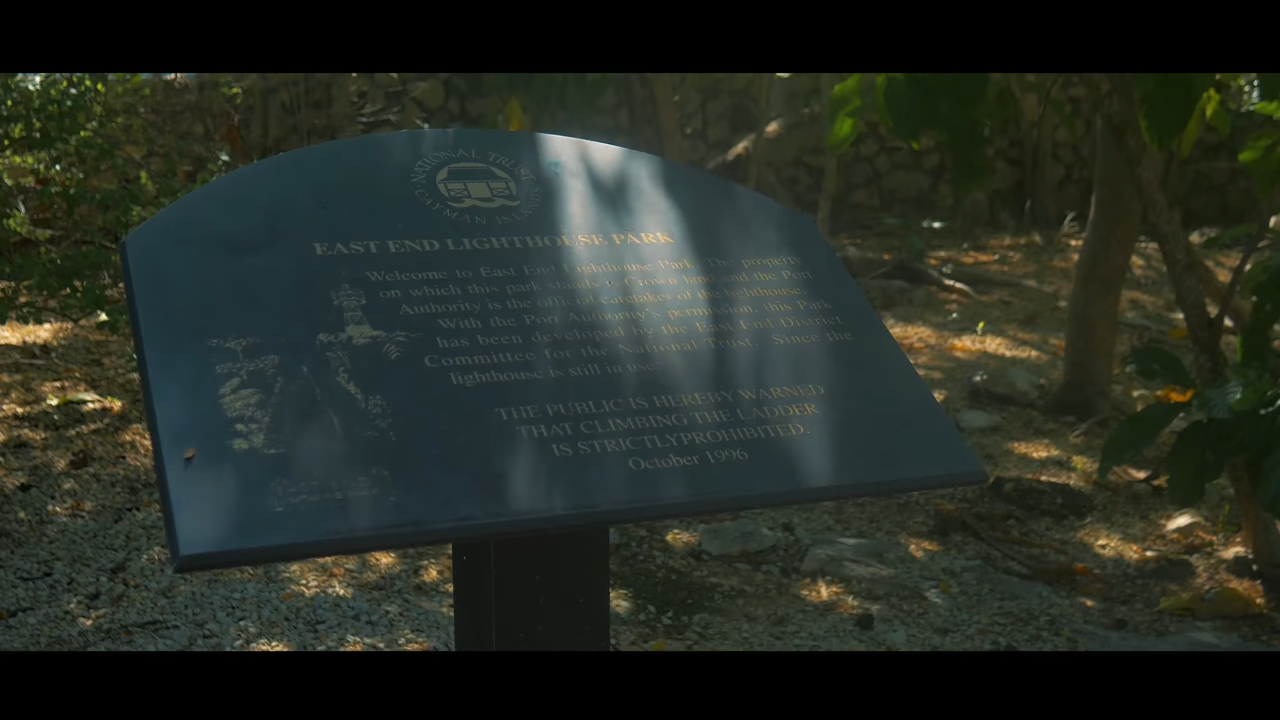 NATIONAL TRUST
CAYMAN ISLANDS
EAST END LIGHTHOUSE PARK
Welcome to East End Lighthouse Park. The property
on which this park stands is Crown land and the Port
Authority is the official caretaker of the lighthouse.
With the Port Authority's permission, this Park
has been developed by the East End District
Committee for the National Trust. Since the
lighthouse is still in use:
THE PUBLIC IS HEREBY WARNED
THAT CLIMBING THE LADDER
IS STRICTLY PROHIBITED.
October 1996